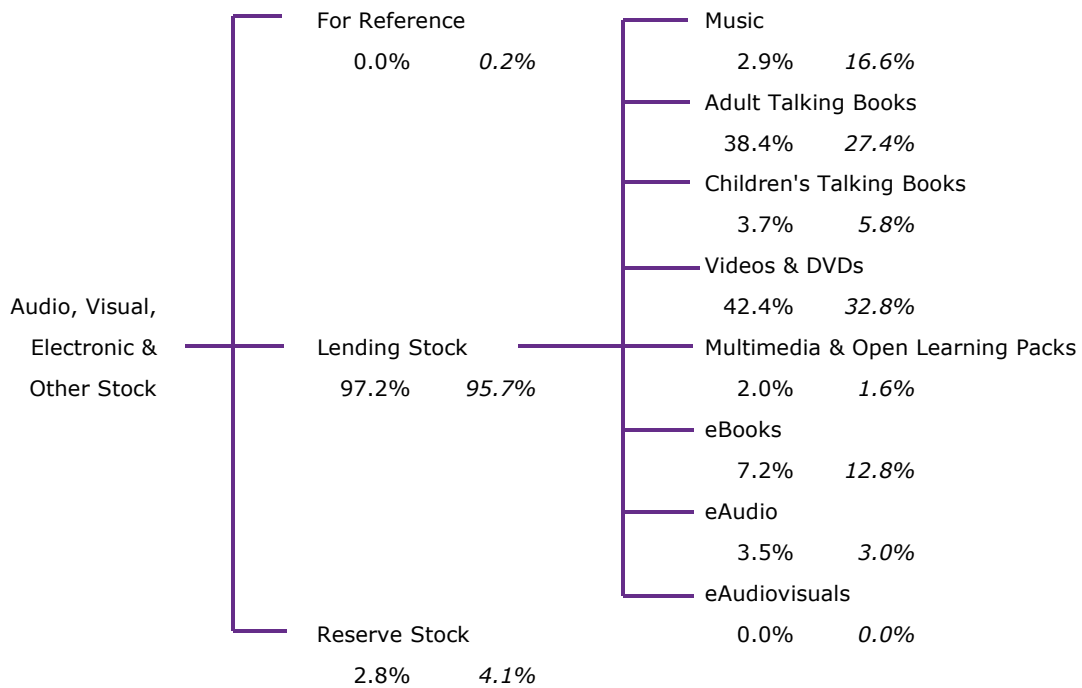 For Reference
0.0% 0.2%
Audio, Visual,
Electronic &
Other Stock
Lending Stock
97.2% 95.7%
Reserve Stock
2.8% 4.1%
Music
2.9% 16.6%
Adult Talking Books
38.4% 27.4%
Children's Talking Books
3.7% 5.8%
Videos & DVDs
42.4% 32.8%
Multimedia & Open Learning Packs
2.0% 1.6%
eBooks
7.2% 12.8%
eAudio
3.5% 3.0%
eAudiovisuals
0.0% 0.0%